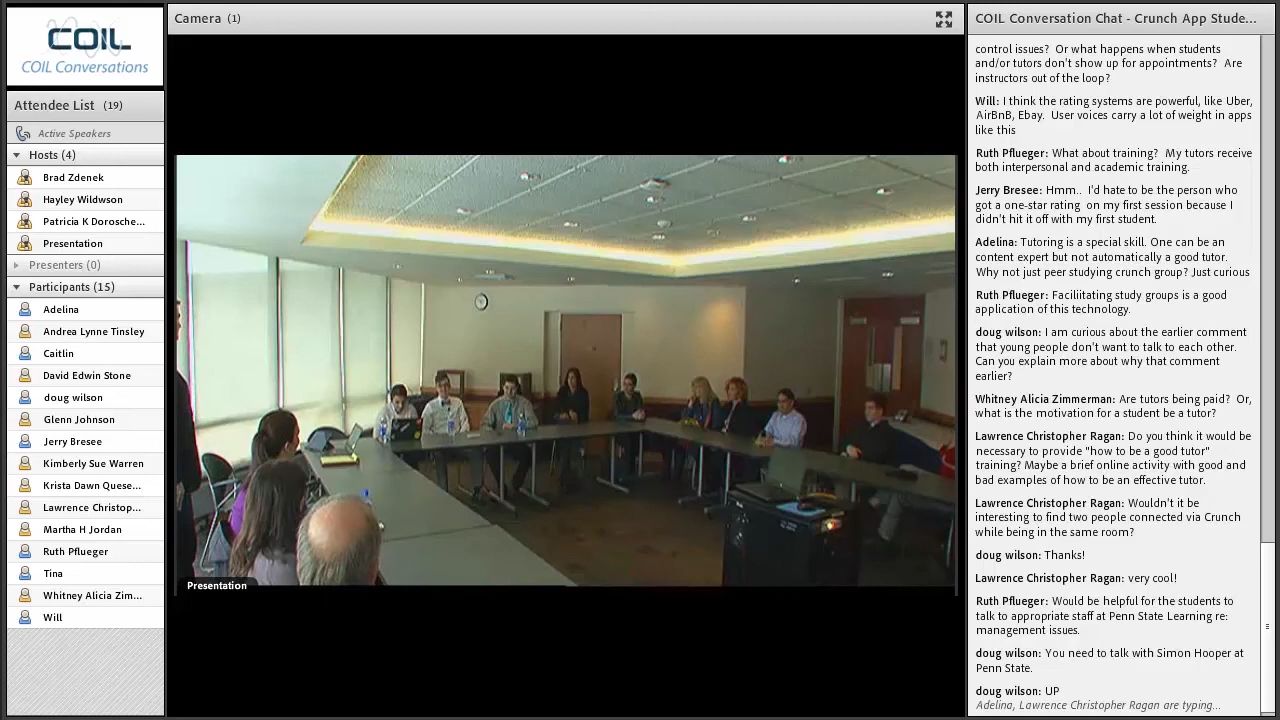 COIL
COIL Conversations
Attendee List (19)
Active Speakers
Hosts (4)
Brad Zdenek
Hayley Wildwson
Patricia K Dorosche...
Presentation
Presenters (0)
Participants (15)
Adelina
Andrea Lynne Tinsley
Caitlin
David Edwin Stone
doug wilson
Glenn Johnson
Jerry Bresee
Kimberly Sue Warren
Krista Dawn Quese...
Lawrence Christop...
Martha H Jordan
Ruth Pflueger
Tina
Whitney Alicia Zim...
Will
Camera (1)
Presentation
COIL Conversation Chat - Crunch App Stude...
control issues? Or what happens when students
and/or tutors don't show up for appointments? Are
instructors out of the loop?
Will: I think the rating systems are powerful, like Uber,
AirBnB, Ebay. User voices carry a lot of weight in apps
like this
Ruth Pflueger: What about training? My tutors receive
both interpersonal and academic training.
Jerry Bresee: Hmm.. I'd hate to be the person who
got a one-star rating on my first session because I
didn't hit it off with my first student.
Adelina: Tutoring is a special skill. One can be an
content expert but not automatically a good tutor.
Why not just peer studying crunch group? Just curious
Ruth Pflueger: Faciliitating study groups is a good
application of this technology.
doug wilson: I am curious about the earlier comment
that young people don't want to talk to each other.
Can you explain more about why that comment
earlier?
Whitney Alicia Zimmerman: Are tutors being paid? Or,
what is the motivation for a student be a tutor?
Lawrence Christopher Ragan: Do you think it would be
necessary to provide "how to be a good tutor"
training? Maybe a brief online activity with good and
bad examples of how to be an effective tutor.
Lawrence Christopher Ragan: Wouldn't it be
interesting to find two people connected via Crunch
while being in the same room?
doug wilson: Thanks!
Lawrence Christopher Ragan: very cool!
Ruth Pflueger: Would be helpful for the students to
talk to appropriate staff at Penn State Learning re:
management issues.
doug wilson: You need to talk with Simon Hooper at
Penn State.
doug wilson: UP
Adelina, Lawrence Christopher Ragan are typing...